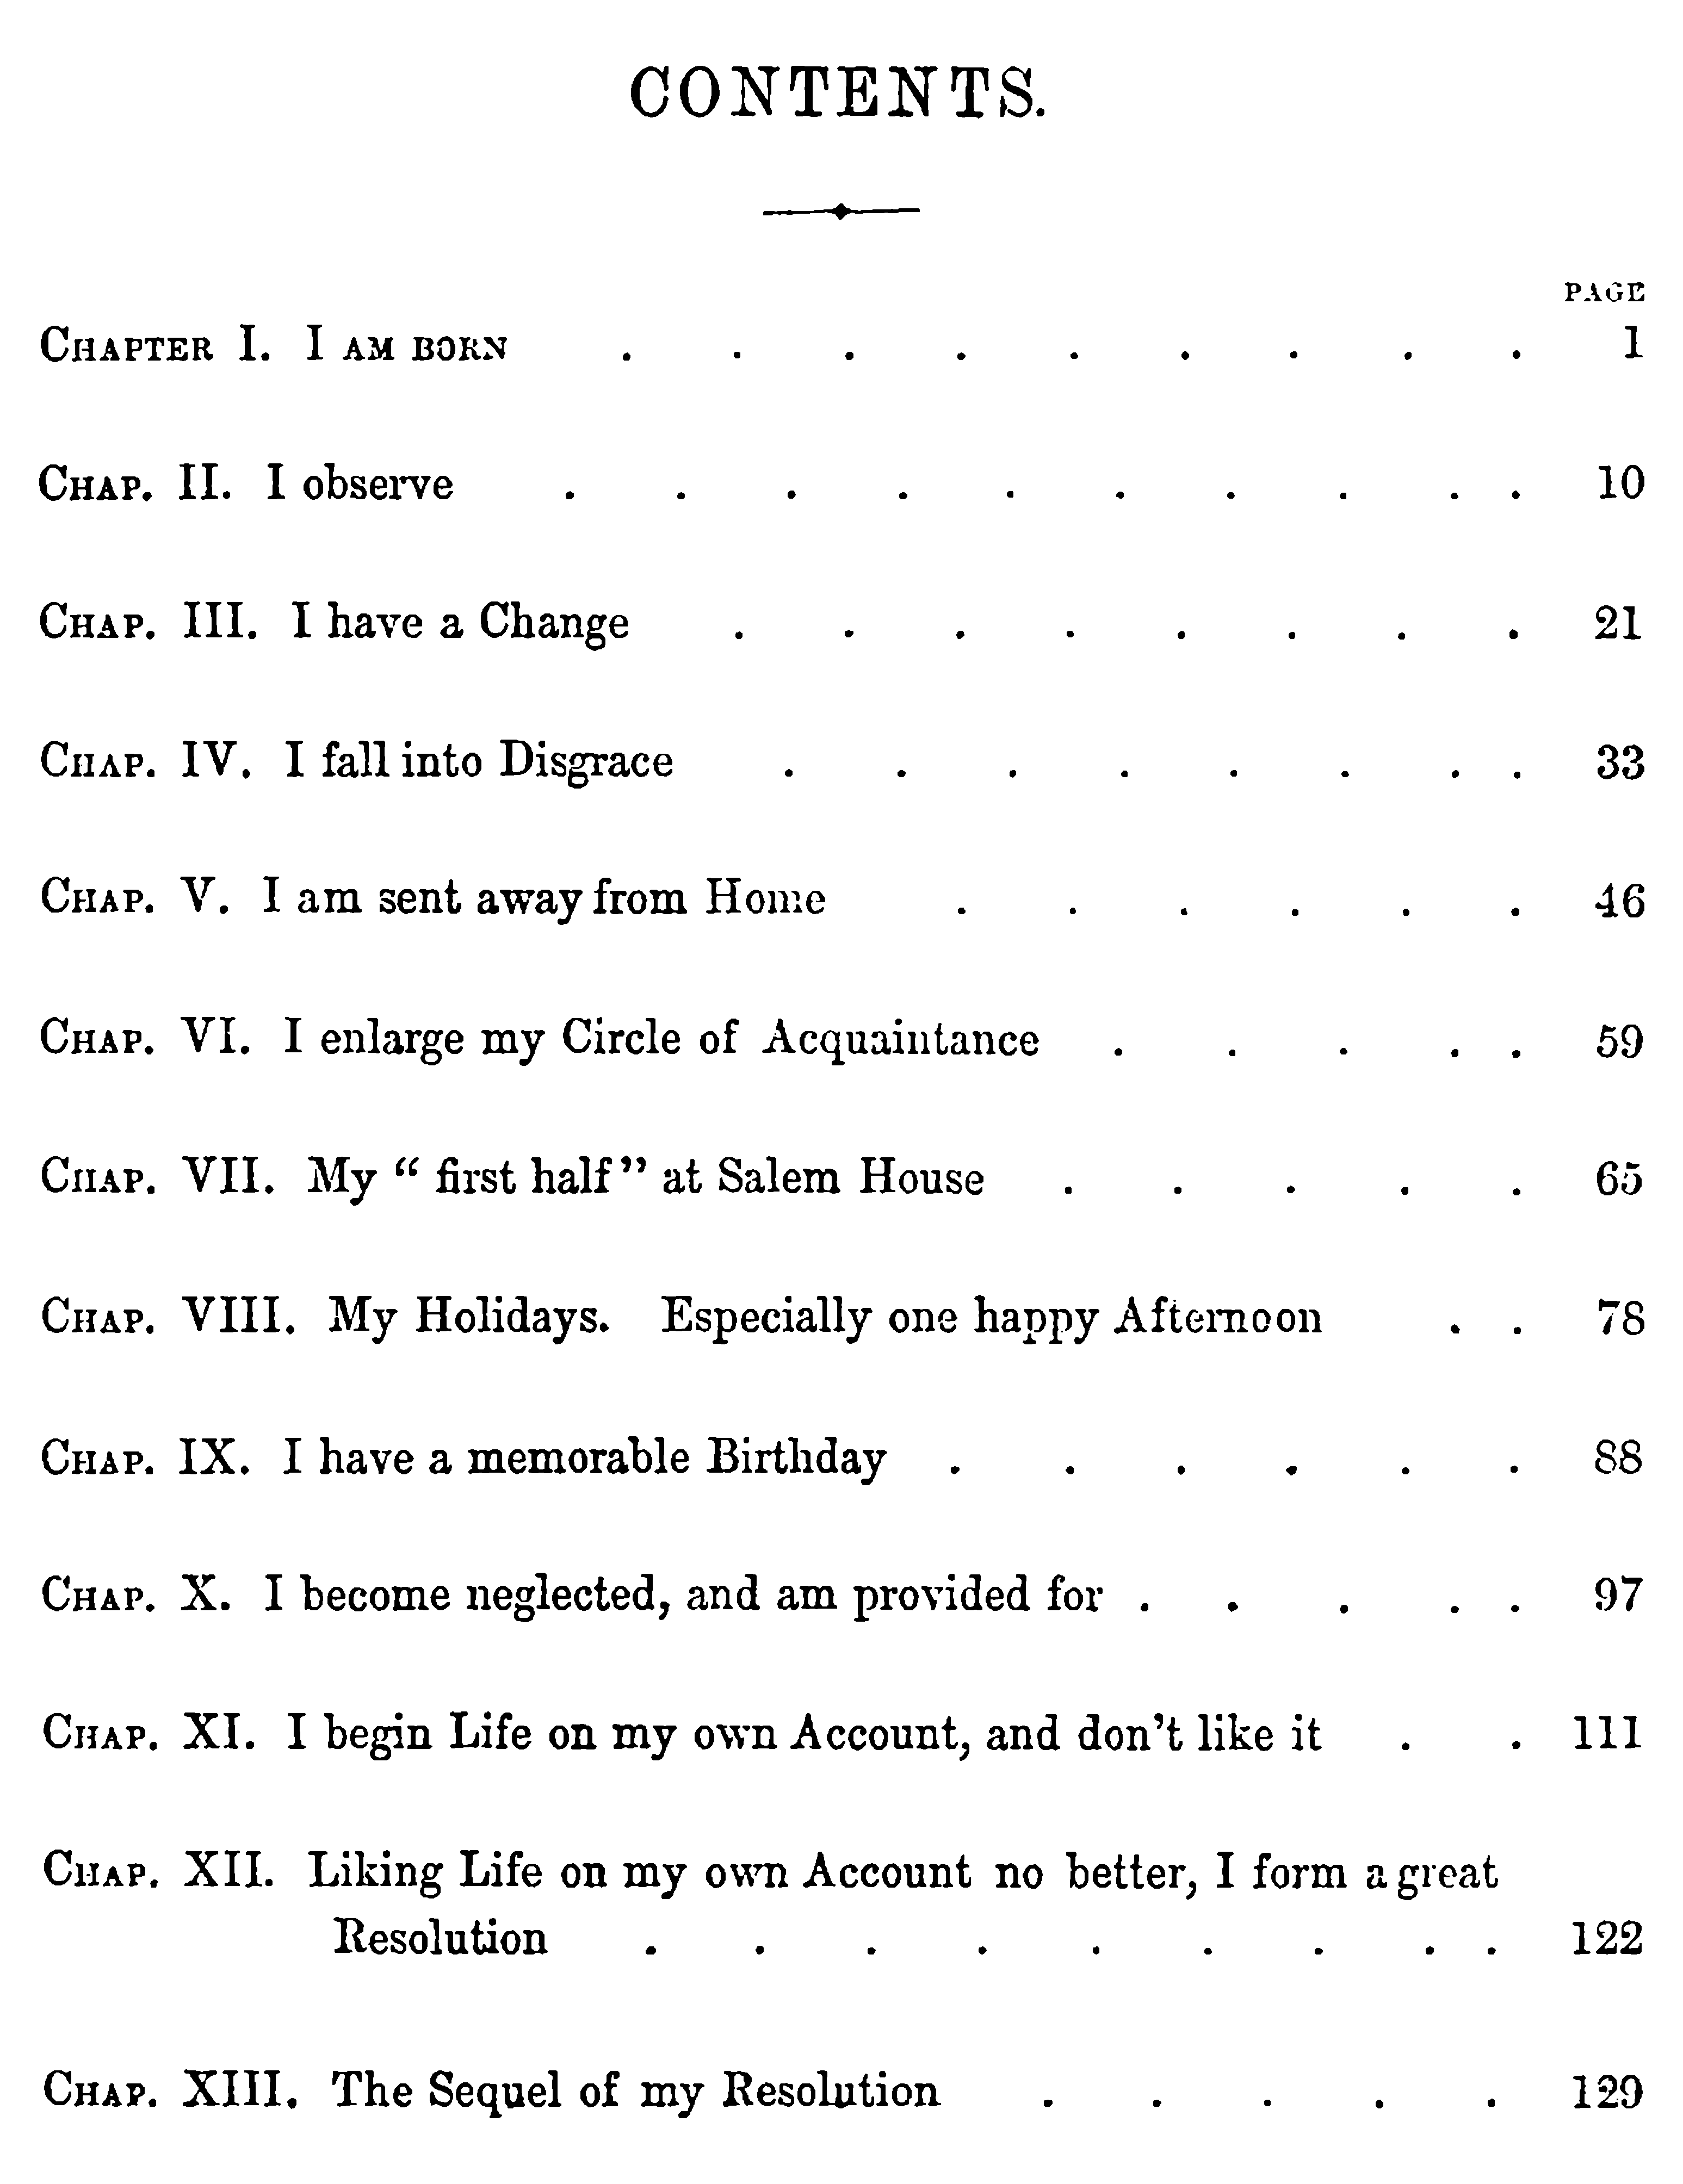 CONTENTS.
PAGE
CHAPTER I. I AM BORN . . . . . . . . . 1
CHAP. II. I observe . . . . . . . . . . 10
CHAP. III. I have a Change . . . . . . . . 21
CHAP. IV. I fall into Disgrace . . . . . . . . 33
CHAP. V. I am sent away from Home . . . . . . 46
CHAP. VI. I enlarge my Circle of Acquaintance . . . . . 59
CHAP. VII. My “ first half ” at Salem House . . . . . 65
CHAP. VIII. My Holidays. Especially one happy Afternoon . . 78
CHAP. IX. I have a memorable Birthday . . . . . . 88
CHAP. X. I become neglected, and am provided for . . . . . 97
CHAP. XI. I begin Life on my own Account, and don’t like it . . 111
CHAP. XII. Liking Life on my own Account no better, I form a great
Resolution . . . . . . . . . 122
CHAP. XIII. The Sequel of my Resolution . . . . . 129